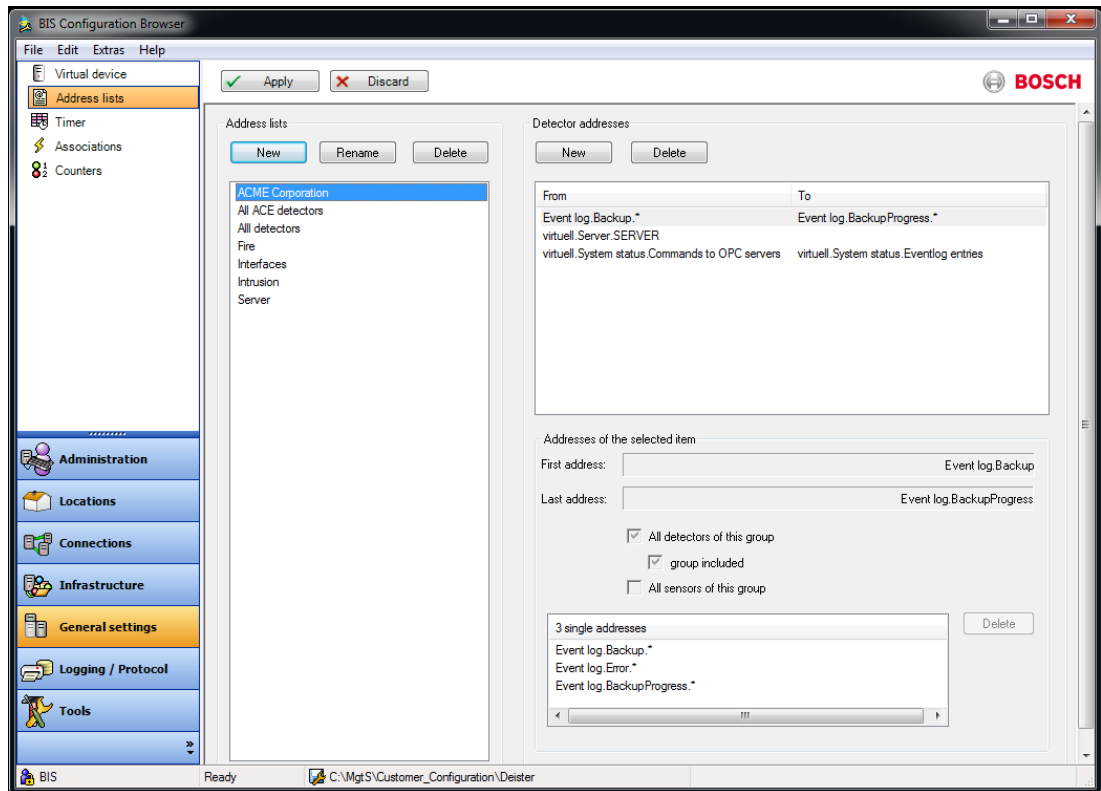 BIS Configuration Browser
File Edit Extras Help
Virtual device
Address lists
Timer
Associations
Counters
Apply Discard
BOSCH
Address lists
New Rename Delete
ACME Corporation
All ACE detectors
Alll detectors
Fire
Interfaces
Intrusion
Server
Detector addresses
New Delete
From To
Event log.Backup.* Event log.BackupProgress.*
virtuell.Server.SERVER
virtuell.System status.Commands to OPC servers virtuell.System status.Eventlog entries
Addresses of the selected item
First address: Event log.Backup
Last address: Event log.BackupProgress
All detectors of this group
group included
All sensors of this group
3 single addresses
Delete
Event log.Backup.*
Event log.Error.*
Event log.BackupProgress.*
Administration
Locations
Connections
Infrastructure
General settings
Logging / Protocol
Tools
BIS Ready C:\MgtS\Customer_Configuration\Deister